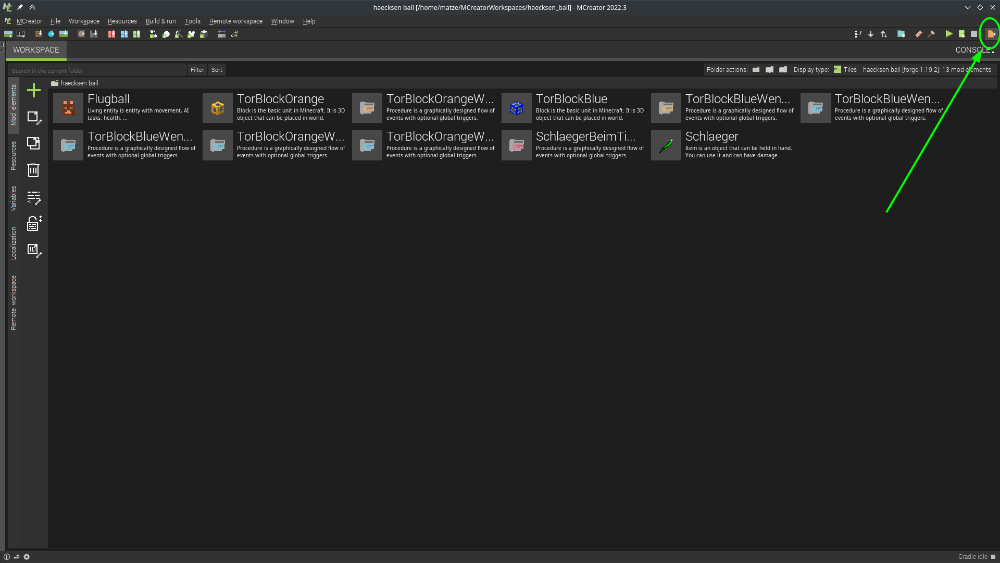 haecksen ball [/home/matze/MCreatorWorkspaces/haecksen_ball] - MCreator 2022.3
MCreator File Workspace Resources Build & run Tools Remote workspace Window Help
WORKSPACE
CONSOLE
Search in the current folder
Filter
Sort
Folder actions:
Display type:
Tiles
haecksen ball [forge-1.19.2]: 13 mod elements
haecksen ball
Mod elements
Resources
Variables
Localization
Remote workspace
ID
Flugball
Living entity is entity with movement, AI
tasks, health, ...
TorBlockOrange
Block is the basic unit in Minecraft. It is 3D
object that can be placed in world.
TorBlockOrangeW...
Procedure is a graphically designed flow of
events with optional global triggers.
TorBlockBlue
Block is the basic unit in Minecraft. It is 3D
object that can be placed in world.
TorBlockBlueWen...
Procedure is a graphically designed flow of
events with optional global triggers.
TorBlockBlueWen...
Procedure is a graphically designed flow of
events with optional global triggers.
TorBlockBlueWen...
Procedure is a graphically designed flow of
events with optional global triggers.
TorBlockOrangeW...
Procedure is a graphically designed flow of
events with optional global triggers.
TorBlockOrangeW...
Procedure is a graphically designed flow of
events with optional global triggers.
SchlaegerBeimTi...
Procedure is a graphically designed flow of
events with optional global triggers.
Schlaeger
Item is an object that can be held in hand.
You can use it and can have damage.
Gradle idle